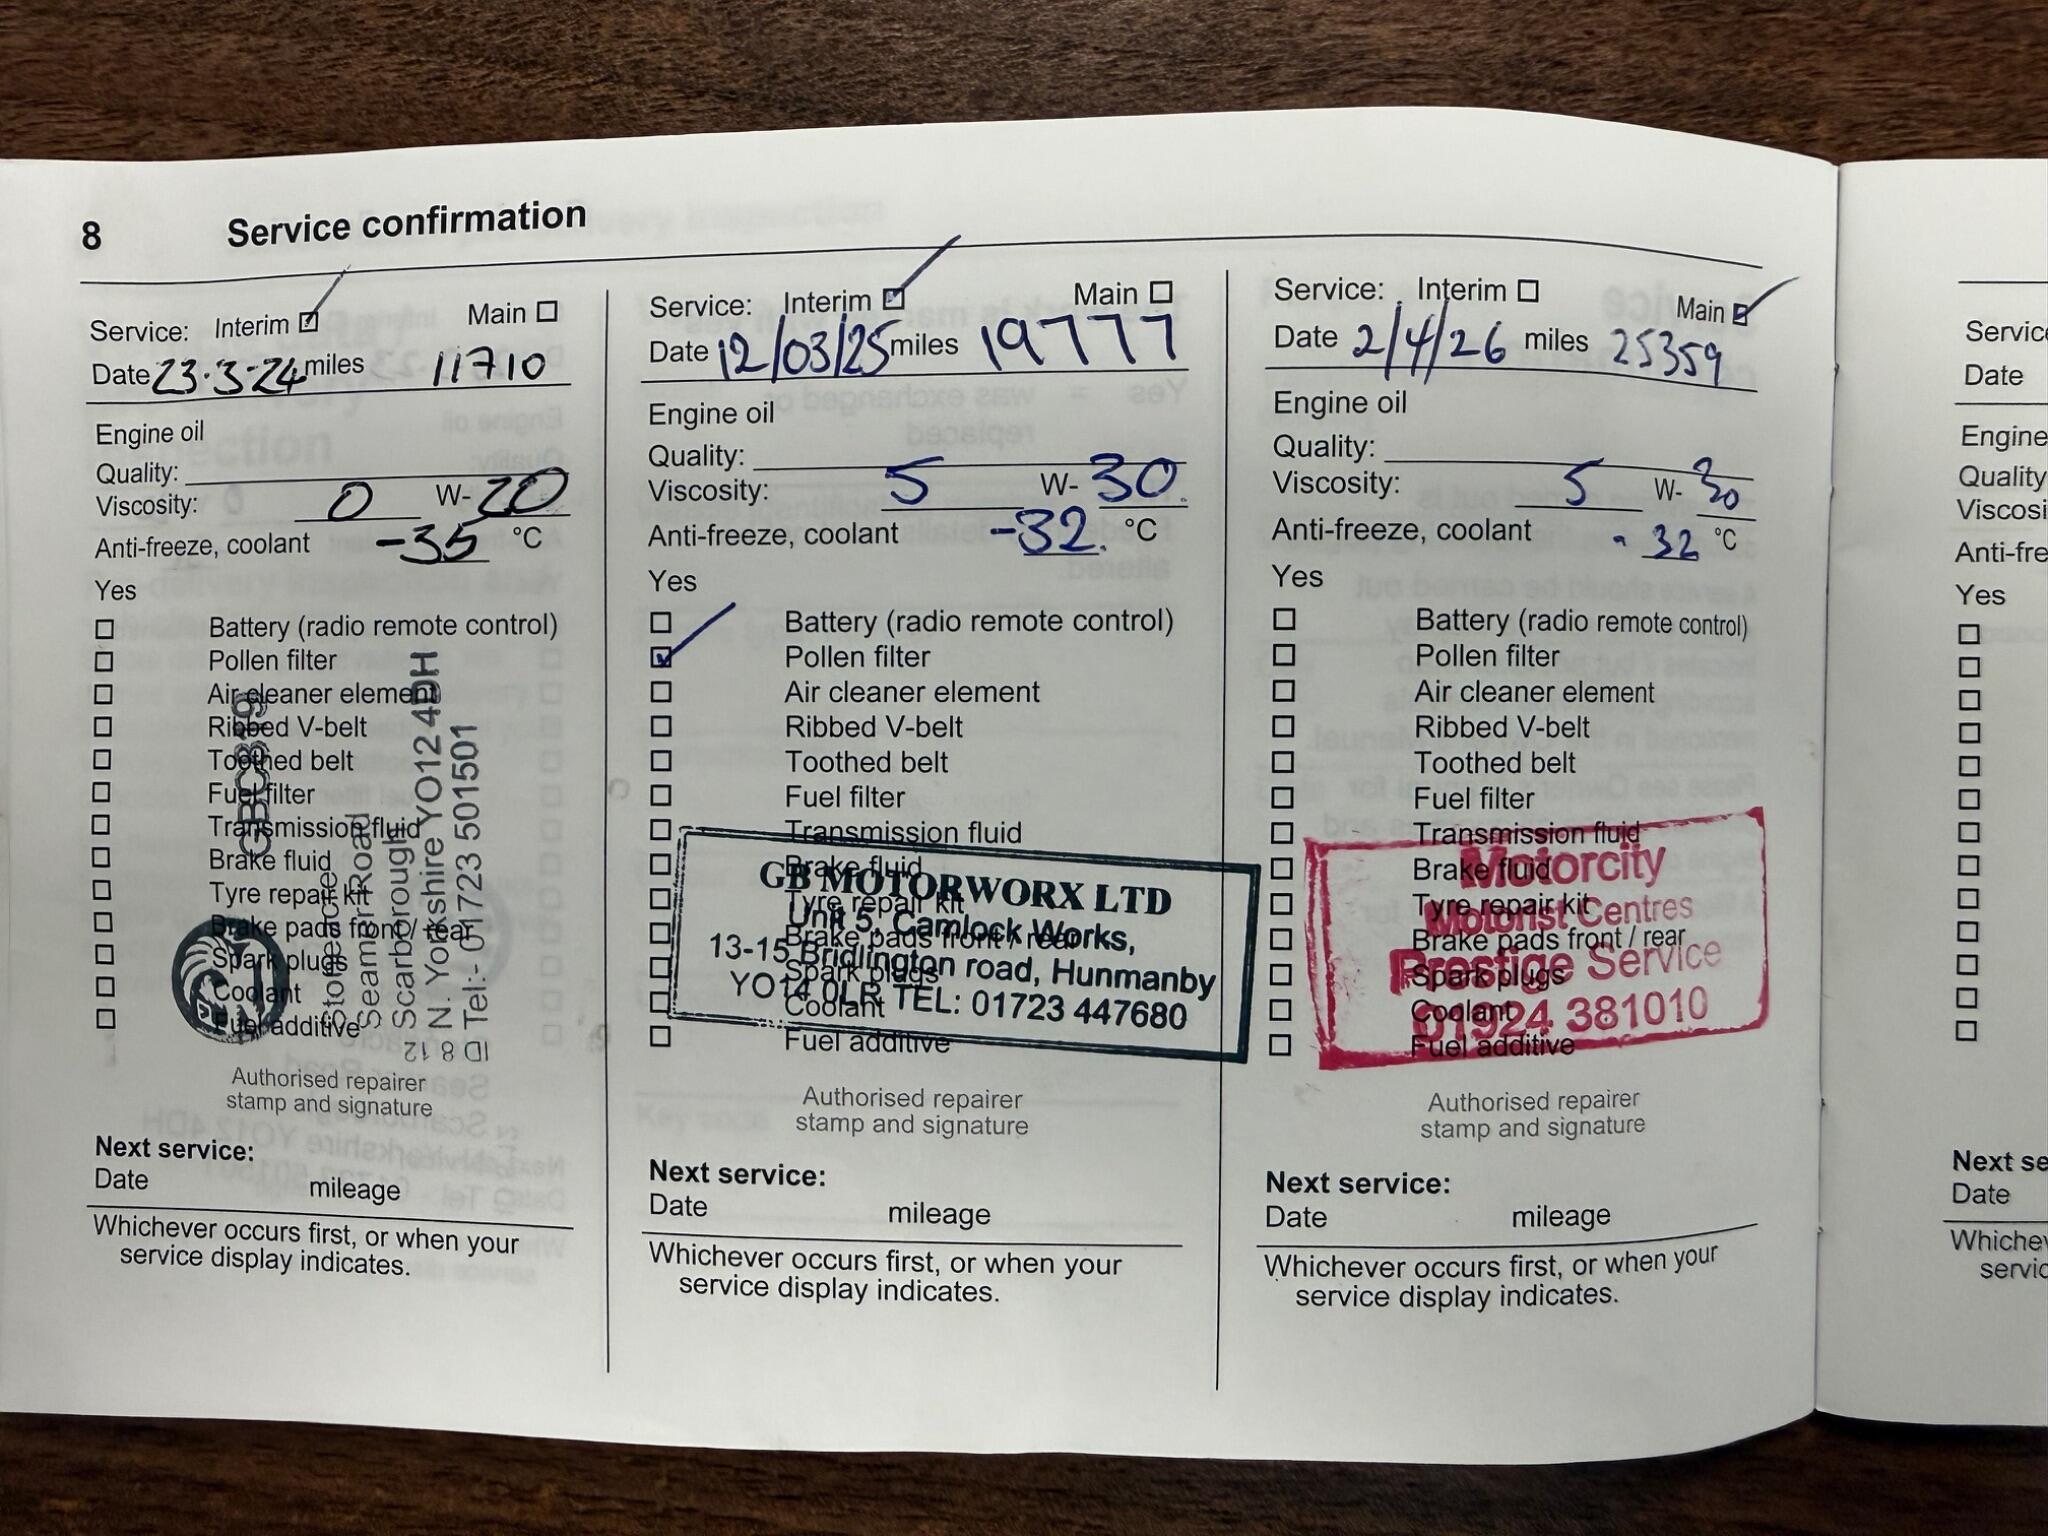 8 Service confirmation
Service: Interim Main
Date 23.3.24 miles 11710
Engine oil
Quality:
Viscosity: 0 W- 20
Anti-freeze, coolant -35 °C
Yes
Battery (radio remote control)
Pollen filter
Air cleaner element
Ribbed V-belt
Toothed belt
Fuel filter
Transmission fluid
Brake fluid
Tyre repair kit
Brake pads front / rear
Spark plugs
Coolant
Fuel additive
GBC819
Stoneacre
Seamer Road
Scarborough
N. Yorkshire YO12 4DH
ID Tel:- 01723 501501
8 12
Authorised repairer
stamp and signature
Next service:
Date mileage
Whichever occurs first, or when your
service display indicates.
Service: Interim Main
Date 12/03/25 miles 19777
Engine oil
Quality:
Viscosity: 5 W- 30
Anti-freeze, coolant -32. °C
Yes
Battery (radio remote control)
Pollen filter
Air cleaner element
Ribbed V-belt
Toothed belt
Fuel filter
Transmission fluid
Brake fluid
Tyre repair kit
Brake pads front / rear
Spark plugs
Coolant
Fuel additive
GB MOTORWORX LTD
Unit 5, Camlock Works,
13-15 Bridlington road, Hunmanby
YO14 0LR TEL: 01723 447680
Authorised repairer
stamp and signature
Next service:
Date mileage
Whichever occurs first, or when your
service display indicates.
Service: Interim Main
Date 2/4/26 miles 25359
Engine oil
Quality:
Viscosity: 5 W- 30
Anti-freeze, coolant - 32 °C
Yes
Battery (radio remote control)
Pollen filter
Air cleaner element
Ribbed V-belt
Toothed belt
Fuel filter
Transmission fluid
Brake fluid
Tyre repair kit
Brake pads front / rear
Spark plugs
Coolant
Fuel additive
Motorcity
Motorist Centres
Prestige Service
01924 381010
Authorised repairer
stamp and signature
Next service:
Date mileage
Whichever occurs first, or when your
service display indicates.
Date
Engine
Quality
Yes
Date